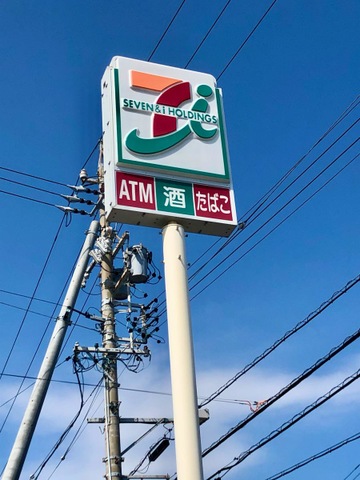 SEVEN&i HOLDINGS
ATM 酒 たばこ